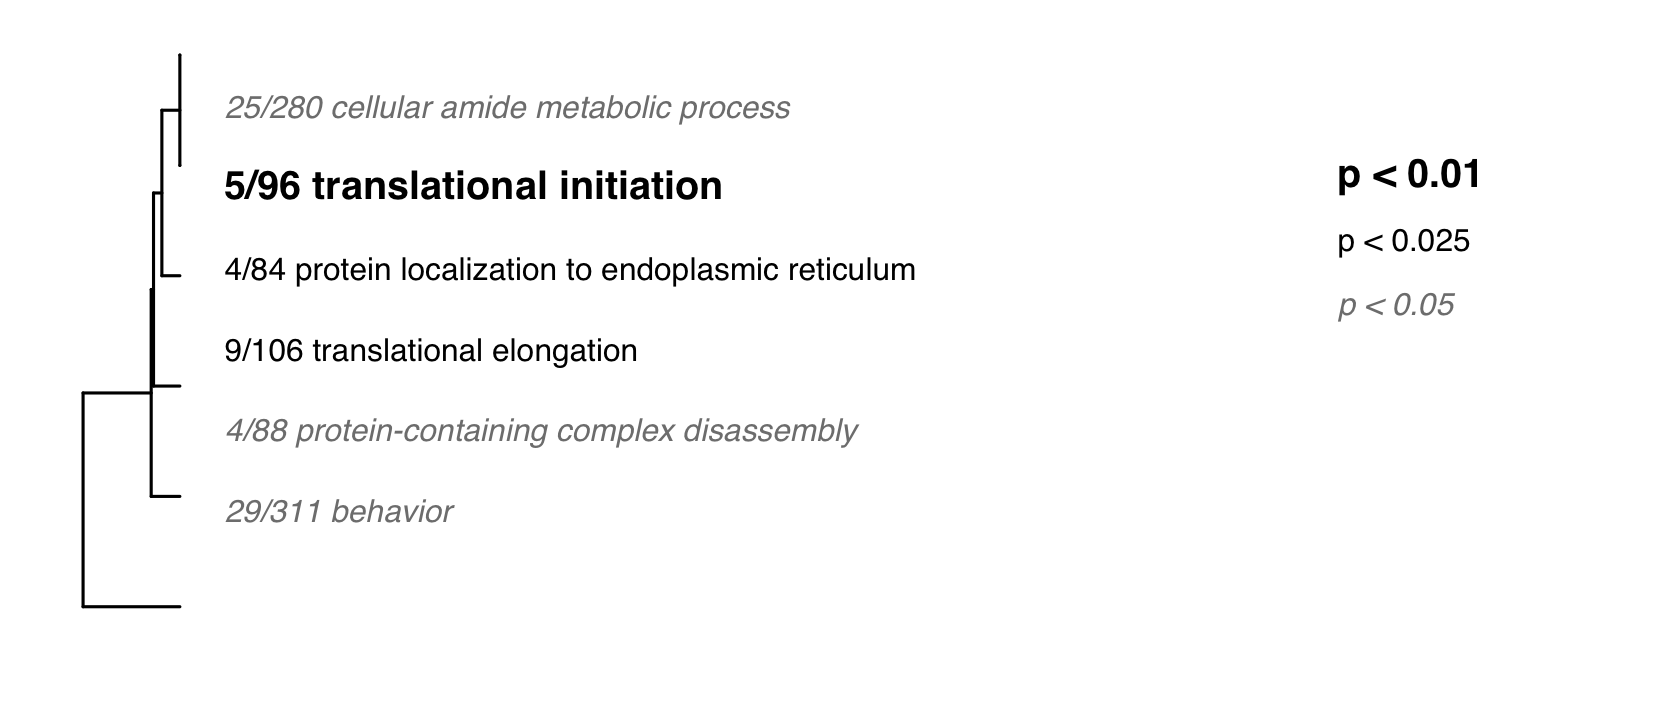 25/280 cellular amide metabolic process
5/96 translational initiation
4/84 protein localization to endoplasmic reticulum
9/106 translational elongation
4/88 protein-containing complex disassembly
29/311 behavior
p < 0.01
p < 0.025
p < 0.05